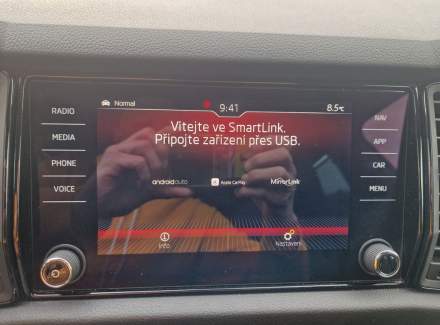 RADIO
MEDIA
PHONE
VOICE
Normal
9:41
8.5°C
Vítejte ve SmartLink.
Připojte zařízení přes USB.
androidauto
Apple CarPlay
MirrorLink
Info
Nastavení
NAV
APP
CAR
MENU